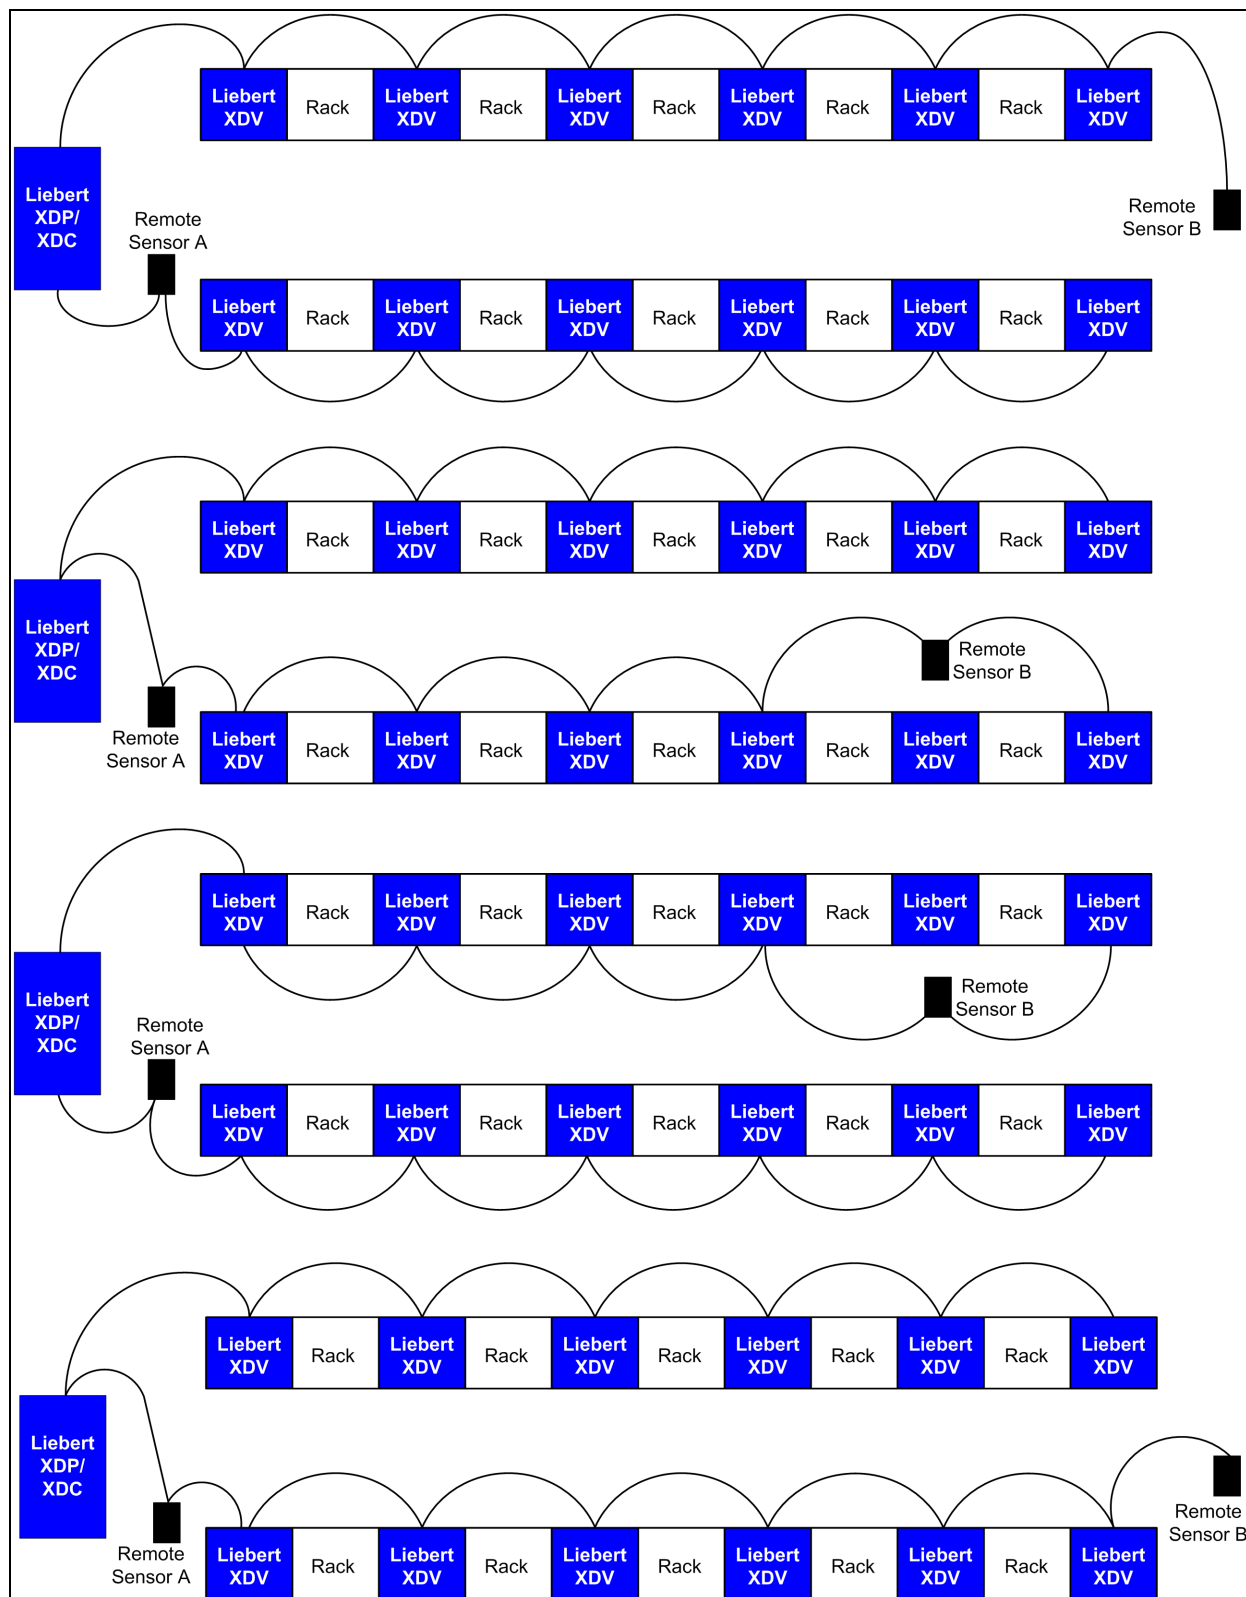 Liebert XDV Rack Liebert XDV Rack Liebert XDV Rack Liebert XDV Rack Liebert XDV Rack Liebert XDV
Liebert
XDP/
XDC
Remote
Sensor A
Remote
Sensor B
Liebert XDV Rack Liebert XDV Rack Liebert XDV Rack Liebert XDV Rack Liebert XDV Rack Liebert XDV
Liebert XDV Rack Liebert XDV Rack Liebert XDV Rack Liebert XDV Rack Liebert XDV Rack Liebert XDV
Liebert
XDP/
XDC
Remote
Sensor B
Remote
Sensor A
Liebert XDV Rack Liebert XDV Rack Liebert XDV Rack Liebert XDV Rack Liebert XDV Rack Liebert XDV
Liebert XDV Rack Liebert XDV Rack Liebert XDV Rack Liebert XDV Rack Liebert XDV Rack Liebert XDV
Liebert
XDP/
XDC
Remote
Sensor B
Remote
Sensor A
Liebert XDV Rack Liebert XDV Rack Liebert XDV Rack Liebert XDV Rack Liebert XDV Rack Liebert XDV
Liebert XDV Rack Liebert XDV Rack Liebert XDV Rack Liebert XDV Rack Liebert XDV Rack Liebert XDV
Liebert
XDP/
XDC
Remote
Sensor B
Remote
Sensor A
Liebert XDV Rack Liebert XDV Rack Liebert XDV Rack Liebert XDV Rack Liebert XDV Rack Liebert XDV